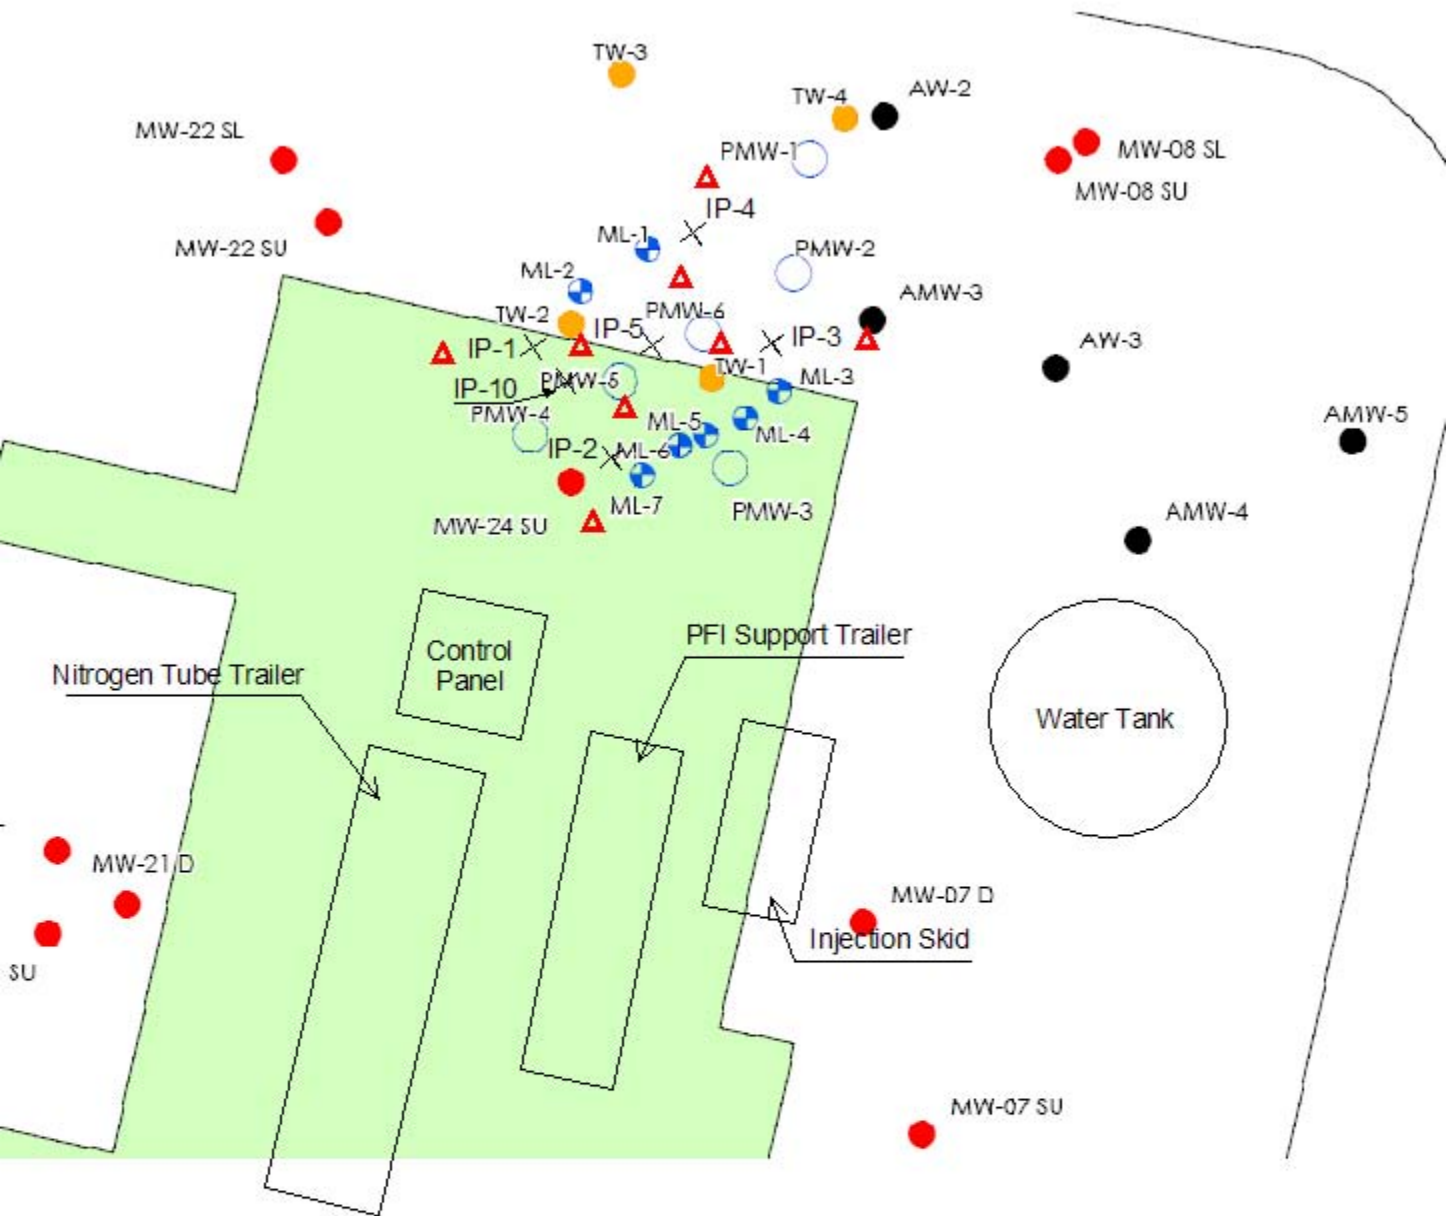 TW-3
TW-4
AW-2
MW-22 SL
PMW-1
MW-08 SL
MW-08 SU
IP-4
ML-1
MW-22 SU
PMW-2
ML-2
AMW-3
TW-2
IP-5
PMW-6
IP-3
AW-3
IP-1
TW-1
ML-3
IP-10
PMW-5
PMW-4
ML-5
ML-4
AMW-5
IP-2
ML-6
ML-7
PMW-3
AMW-4
MW-24 SU
PFI Support Trailer
Control
Panel
Nitrogen Tube Trailer
Water Tank
MW-21 D
MW-07 D
Injection Skid
SU
MW-07 SU